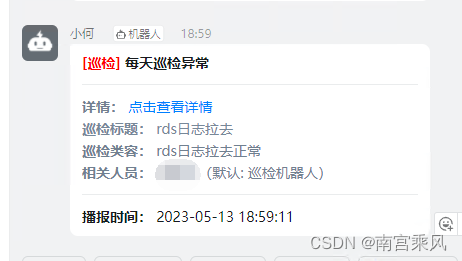 小何 机器人 18:59
[巡检] 每天巡检异常
详情： 点击查看详情
巡检标题： rds日志拉去
巡检类容： rds日志拉去正常
相关人员： (默认: 巡检机器人)
播报时间： 2023-05-13 18:59:11
CSDN @南宫乘风